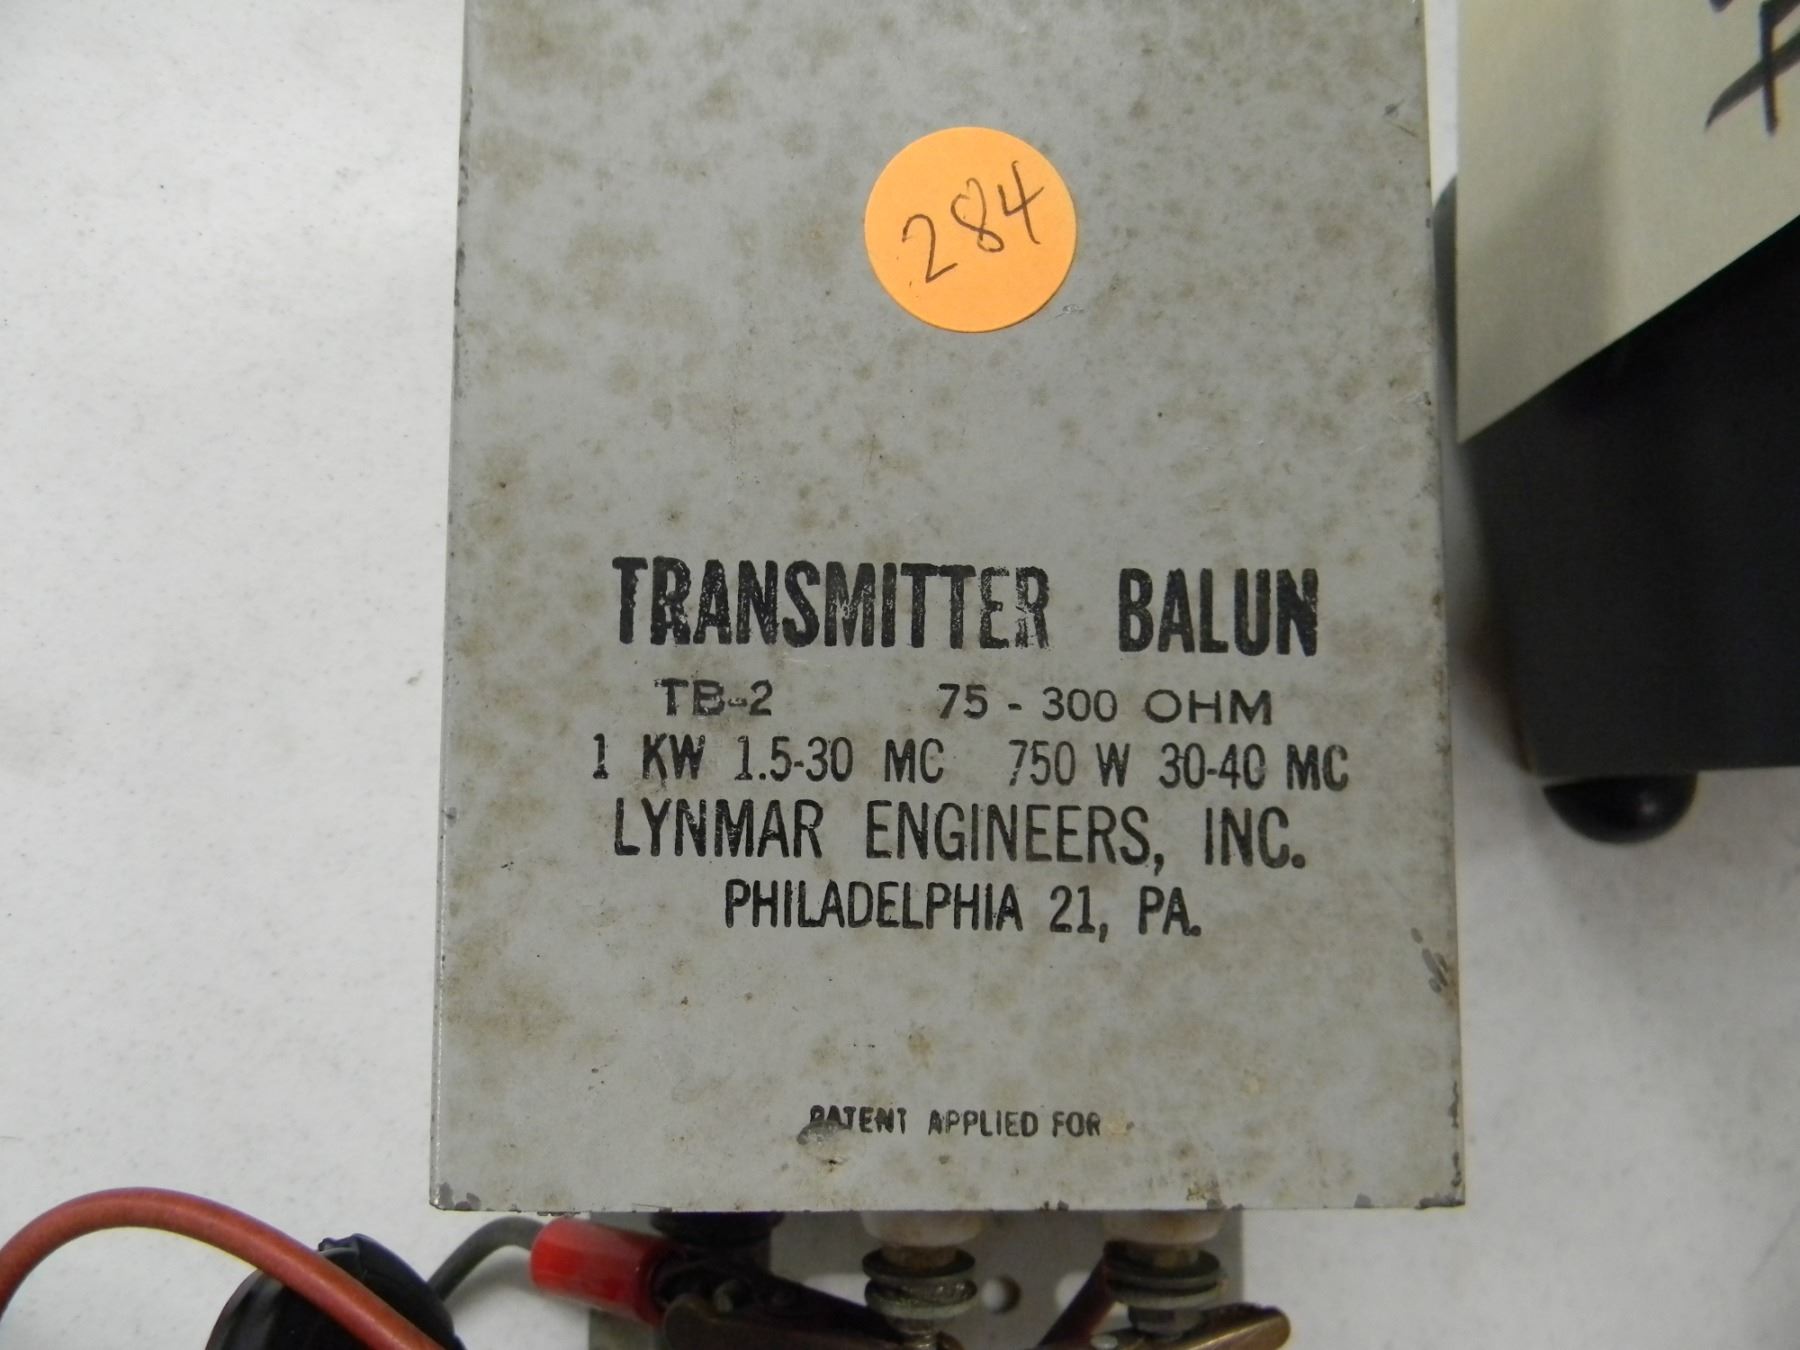 284
TRANSMITTER BALUN
TB-2 75 - 300 OHM
1 KW 1.5-30 MC 750 W 30-40 MC
LYNMAR ENGINEERS, INC.
PHILADELPHIA 21, PA.
PATENT APPLIED FOR